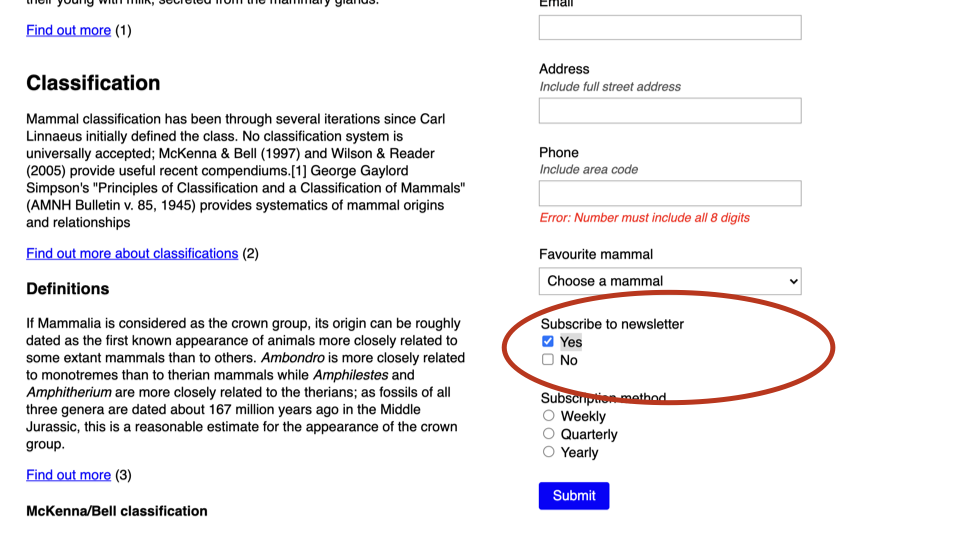 their young with milk, secreted from the mammary glands.
Find out more (1)
Classification
Mammal classification has been through several iterations since Carl
Linnaeus initially defined the class. No classification system is
universally accepted; McKenna & Bell (1997) and Wilson & Reader
(2005) provide useful recent compendiums.[1] George Gaylord
Simpson's "Principles of Classification and a Classification of Mammals"
(AMNH Bulletin v. 85, 1945) provides systematics of mammal origins
and relationships
Find out more about classifications (2)
Definitions
If Mammalia is considered as the crown group, its origin can be roughly
dated as the first known appearance of animals more closely related to
some extant mammals than to others. Ambondro is more closely related
to monotremes than to therian mammals while Amphilestes and
Amphitherium are more closely related to the therians; as fossils of all
three genera are dated about 167 million years ago in the Middle
Jurassic, this is a reasonable estimate for the appearance of the crown
group.
Find out more (3)
McKenna/Bell classification
Email
Address
Include full street address
Phone
Include area code
Error: Number must include all 8 digits
Favourite mammal
Choose a mammal
Subscribe to newsletter
Yes
No
Subscription method
Weekly
Quarterly
Yearly
Submit